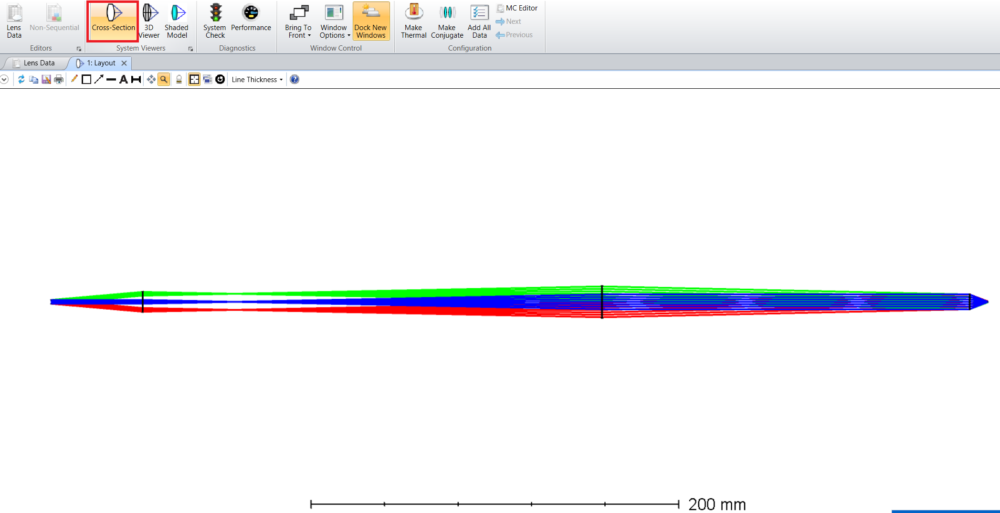 Lens
Data
Non-Sequential
Cross-Section
3D
Viewer
Shaded
Model
System
Check
Performance
Bring To
Front
Window
Options
Dock New
Windows
Make
Thermal
Make
Conjugate
Add All
Data
MC Editor
Next
Previous
Editors
System Viewers
Diagnostics
Window Control
Configuration
Lens Data
1: Layout
A
Line Thickness
?
200 mm